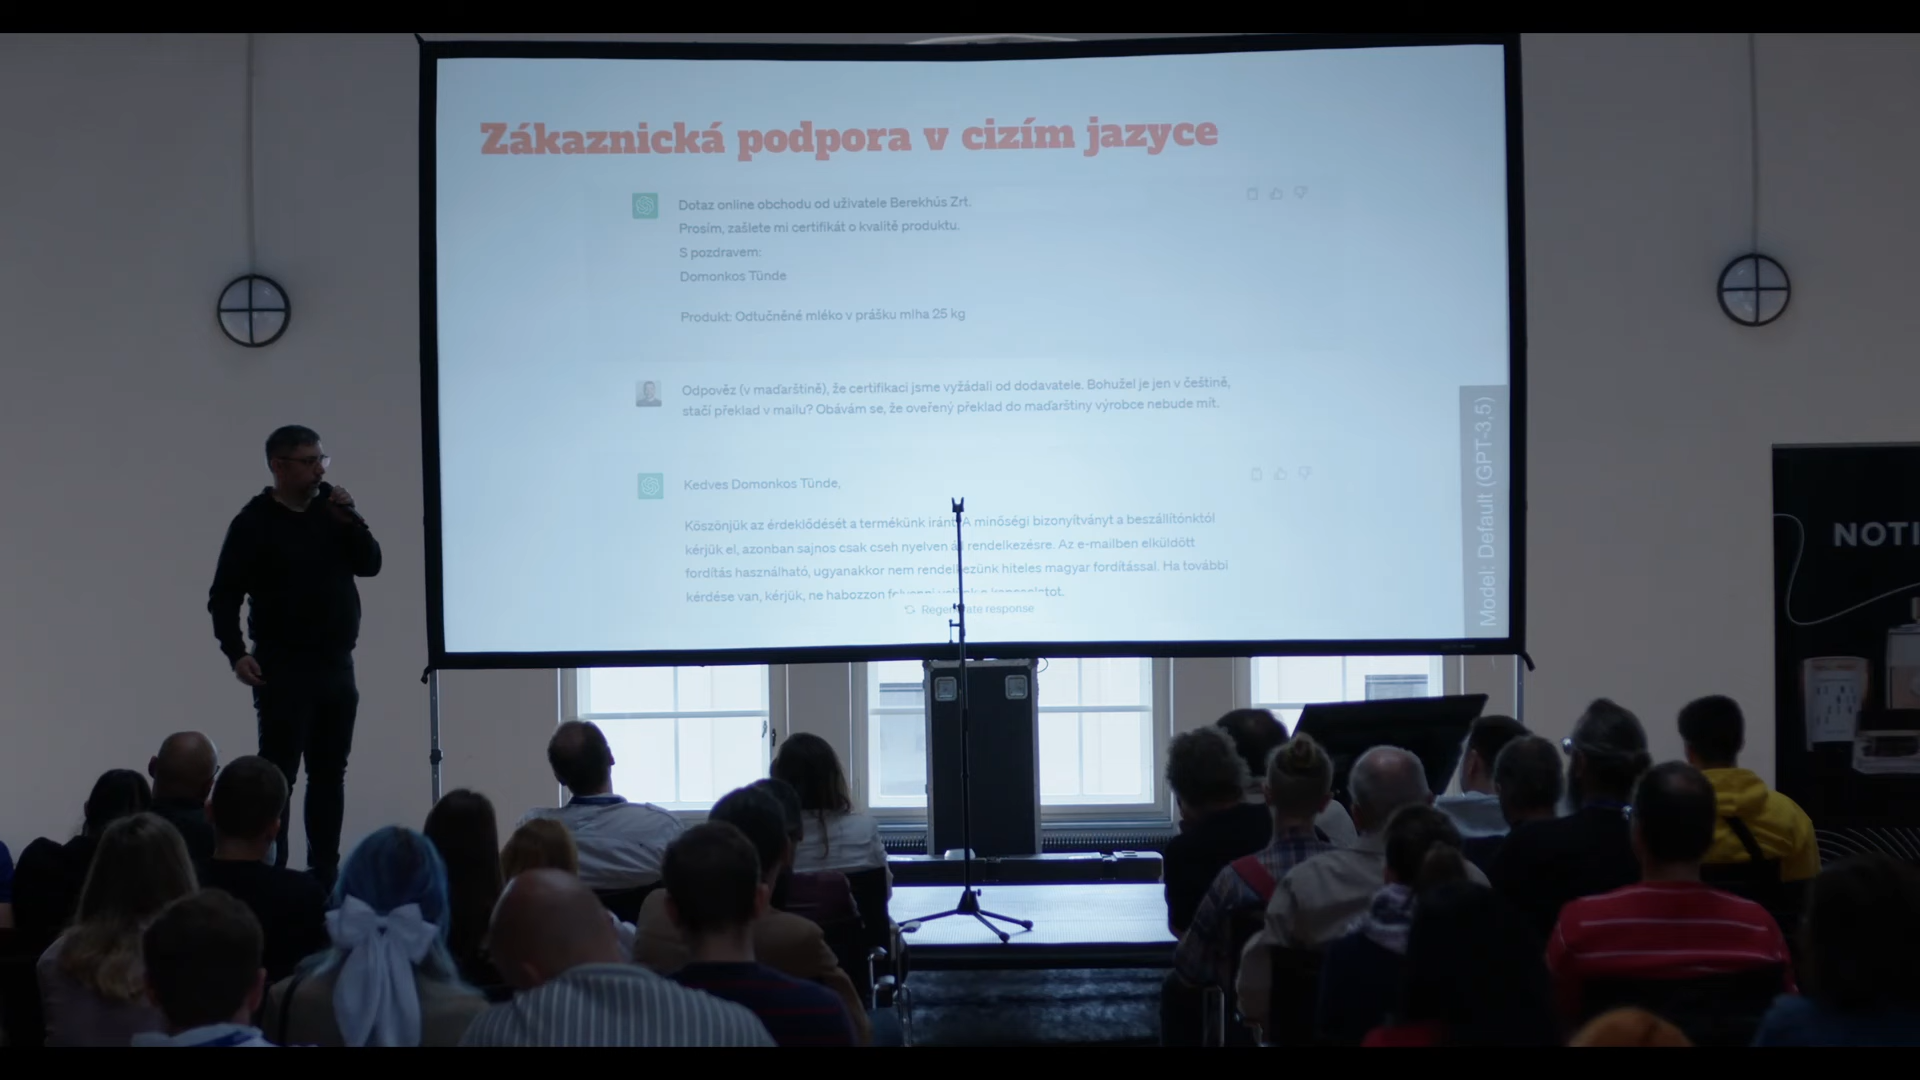 Zákaznická podpora v cizím jazyce
Dotaz online obchodu od uživatele Berekhús Zrt.
Prosím, zašlete mi certifikát o kvalitě produktu.
S pozdravem:
Domonkos Tünde
Produkt: Odtučněné mléko v prášku mlha 25 kg
Odpověz (v maďarštině), že certifikaci jsme vyžádali od dodavatele. Bohužel je jen v češtině,
stačí překlad v mailu? Obávám se, že ověřený překlad do maďarštiny výrobce nebude mít.
Kedves Domonkos Tünde,
Köszönjük az érdeklődését a termékünk iránt. A minőségi bizonyítványt a beszállítónktól
kérjük el, azonban sajnos csak cseh nyelven áll rendelkezésre. Az e-mailben elküldött
fordítás használható, ugyanakkor nem rendelkezünk hiteles magyar fordítással. Ha további
kérdése van, kérjük, ne habozzon
Regenerate response
Model: Default (GPT-3,5)
NOTI